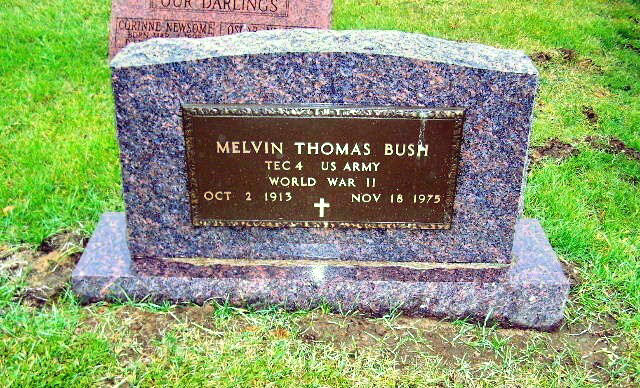 OUR DARLINGS
CORINNE NEWSOME
MELVIN THOMAS BUSH
TEC 4 US ARMY
WORLD WAR II
OCT 2 1913 NOV 18 1975